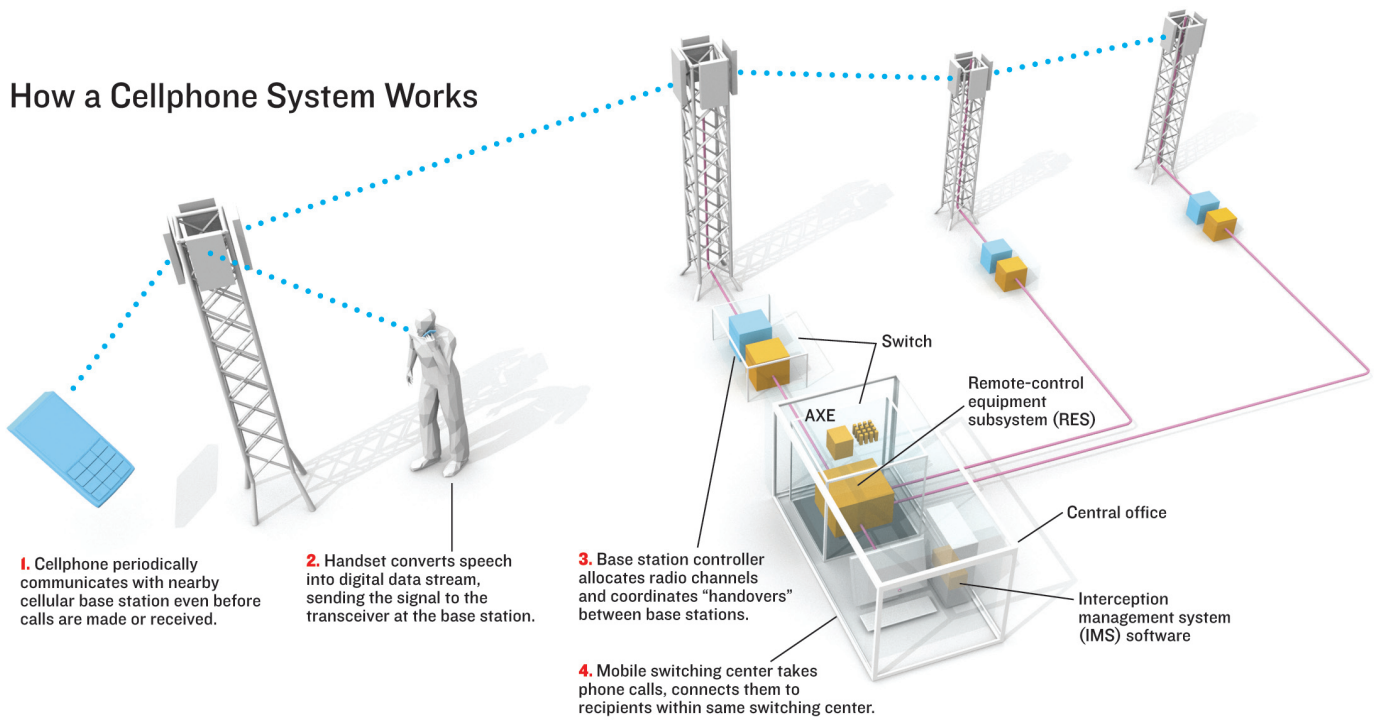 How a Cellphone System Works
Switch
AXE
Remote-control
equipment
subsystem (RES)
Central office
Interception
management system
(IMS) software
1. Cellphone periodically
communicates with nearby
cellular base station even before
calls are made or received.
2. Handset converts speech
into digital data stream,
sending the signal to the
transceiver at the base station.
3. Base station controller
allocates radio channels
and coordinates “handovers”
between base stations.
4. Mobile switching center takes
phone calls, connects them to
recipients within same switching center.